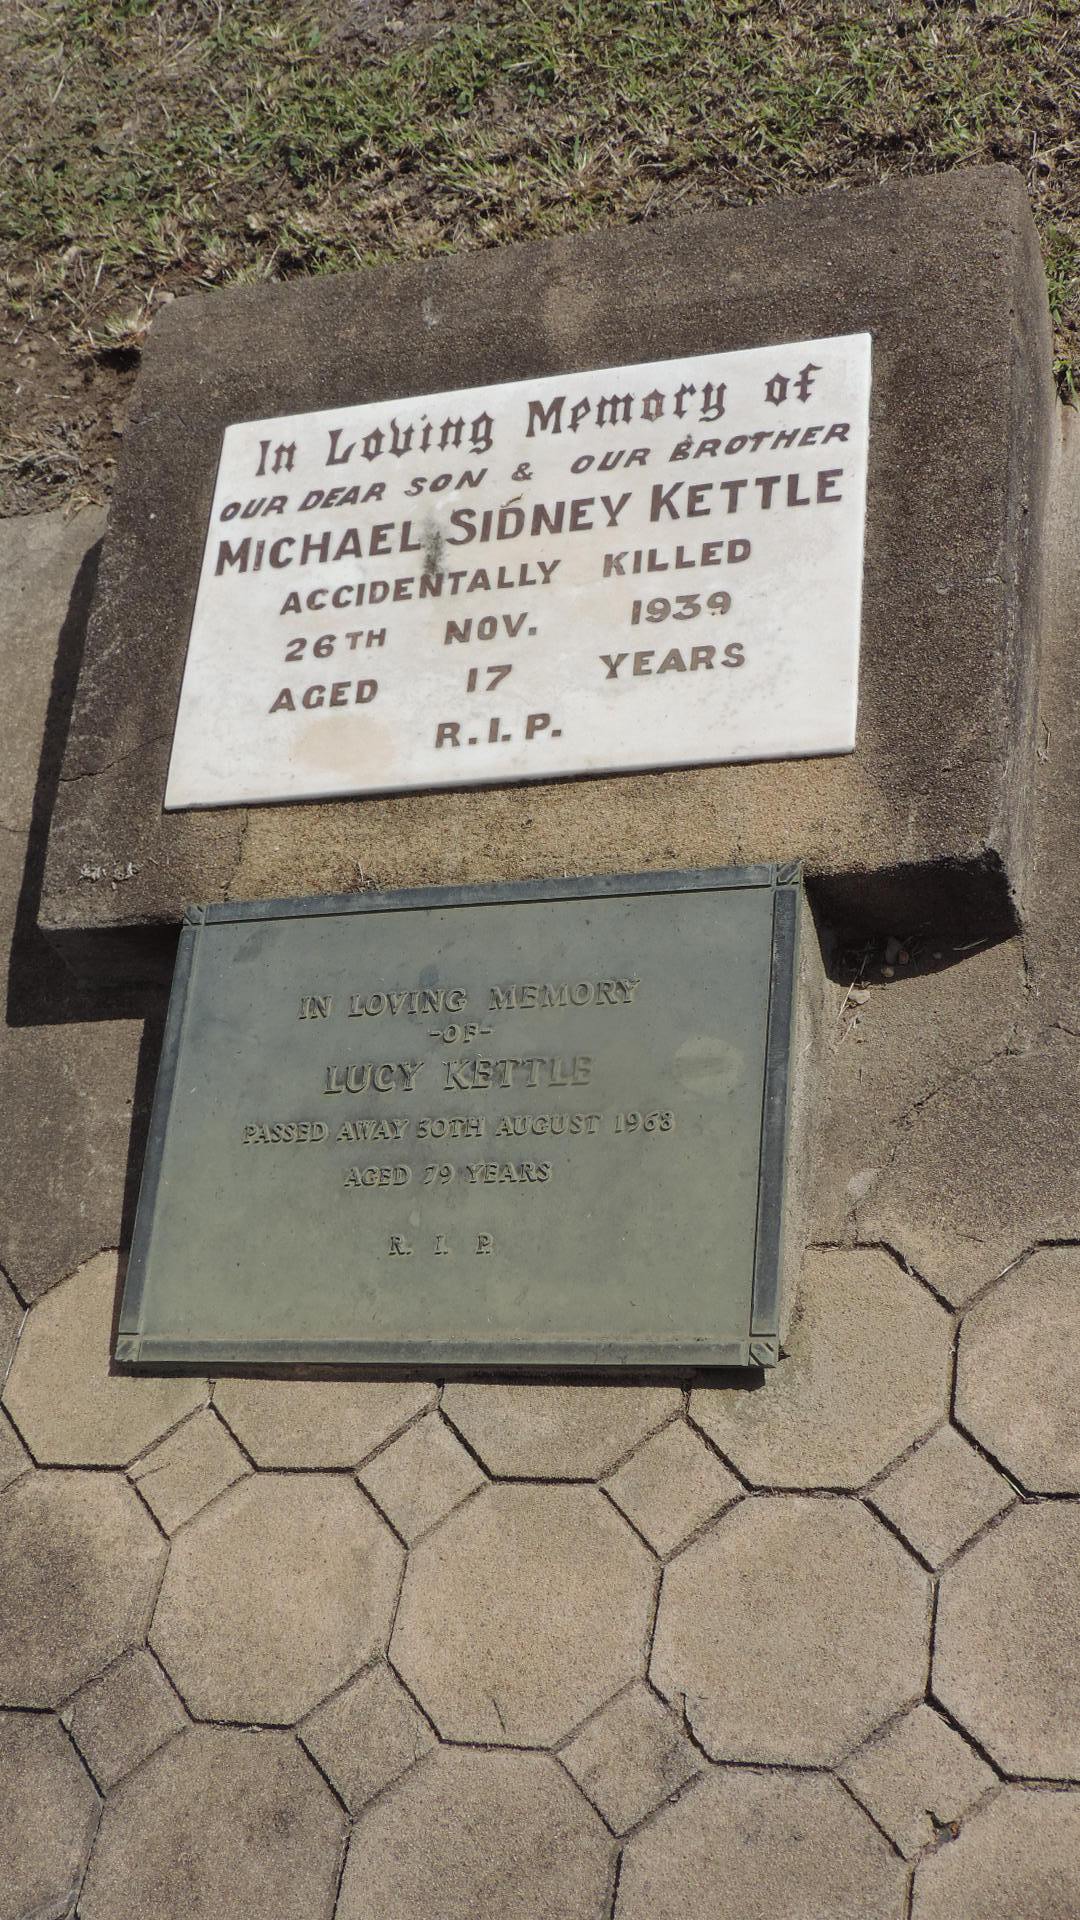 In Loving Memory of
OUR DEAR SON & OUR BROTHER
MICHAEL SIDNEY KETTLE
ACCIDENTALLY KILLED
26TH NOV. 1939
AGED 17 YEARS
R.I.P.
IN LOVING MEMORY
-OF-
LUCY KETTLE
PASSED AWAY 30TH AUGUST 1968
AGED 79 YEARS
R. I. P.